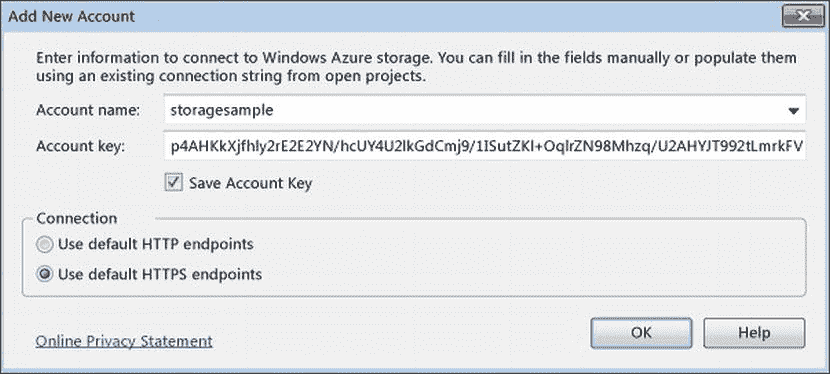 Add New Account
Enter information to connect to Windows Azure storage. You can fill in the fields manually or populate them
using an existing connection string from open projects.
Account name: storagesample
Account key: p4AHKkXjfhly2rE2E2YN/hcUY4U2lkGdCmj9/1ISutZKl+OqlrZN98Mhzq/U2AHYJT992tLmrkFV
Save Account Key
Connection
Use default HTTP endpoints
Use default HTTPS endpoints
Online Privacy Statement
OK
Help